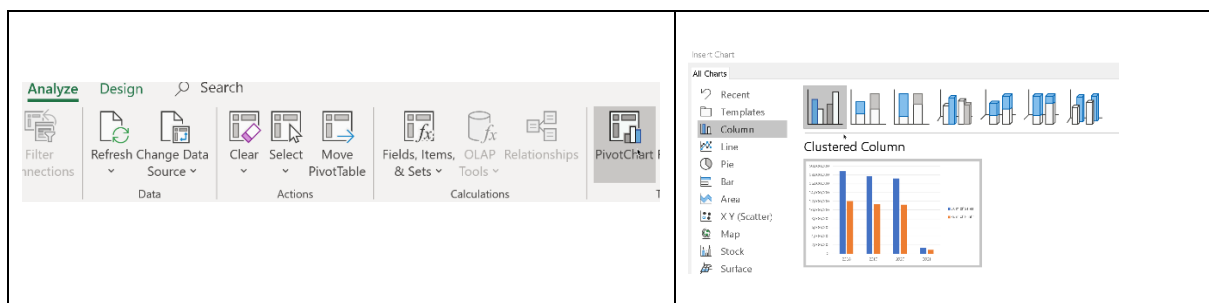 Analyze Design Search
Filter
nnections
Refresh Change Data
Source
Clear Select Move
PivotTable
Fields, Items, OLAP Relationships
& Sets Tools
PivotChart
Data Actions Calculations
Insert Chart
All Charts
Recent
Templates
Column
Line
Pie
Bar
Area
X Y (Scatter)
Map
Stock
Surface
Clustered Column